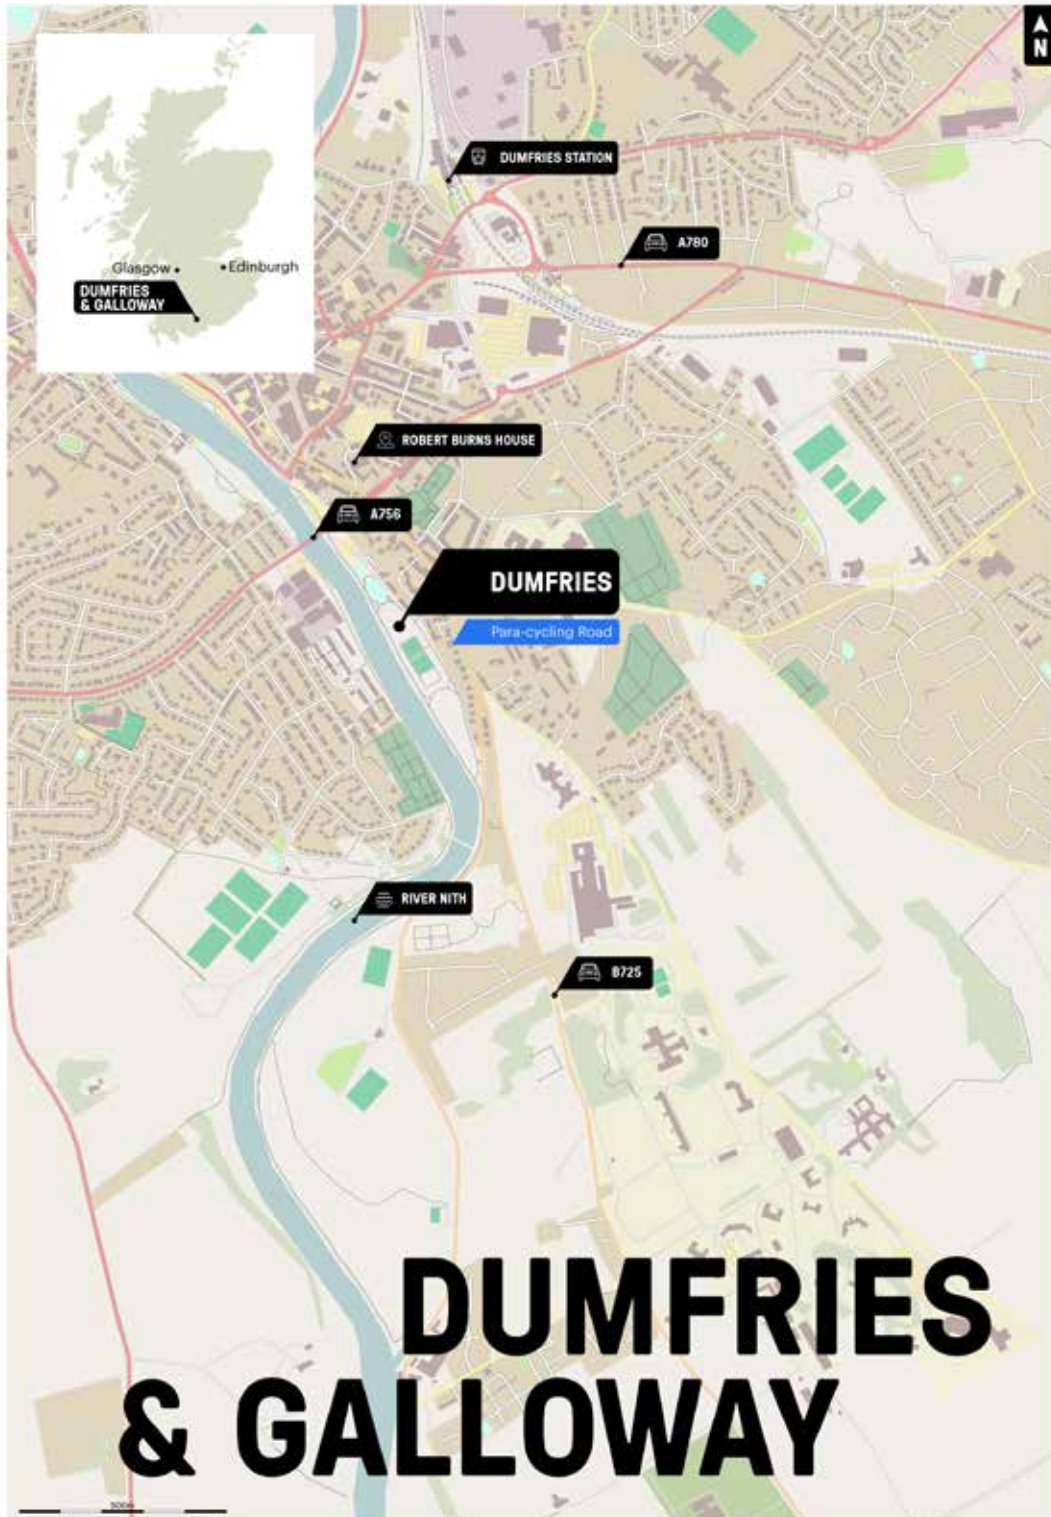 N
DUMFRIES STATION
A780
Glasgow
Edinburgh
DUMFRIES
& GALLOWAY
ROBERT BURNS HOUSE
A756
DUMFRIES
Para-cycling Road
RIVER NITH
B725
DUMFRIES
& GALLOWAY
500m